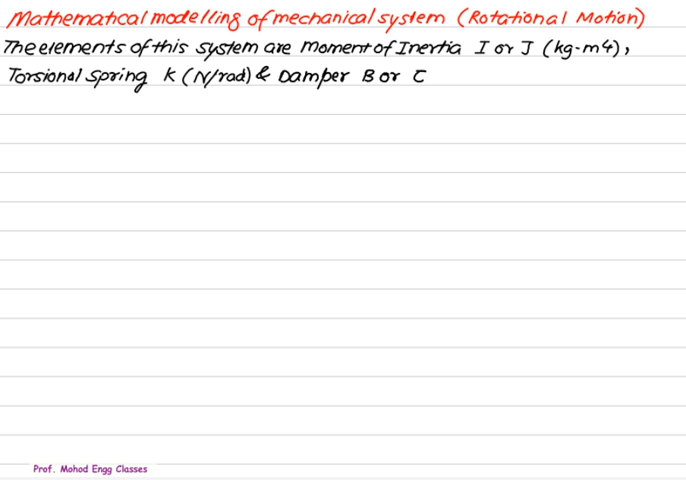 Mathematical modelling of mechanical system (Rotational Motion)
The elements of this system are Moment of Inertia I or J (kg-m4),
Torsional spring K (N/rad) & Damper B or C
Prof. Mohod Engg Classes